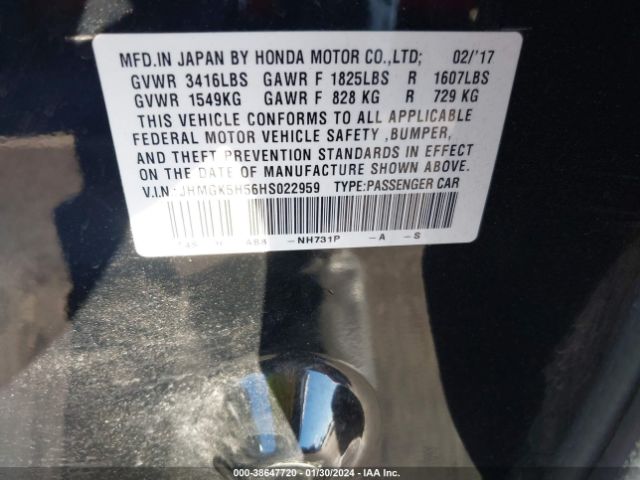 MFD.IN JAPAN BY HONDA MOTOR CO.,LTD; 02/'17
GVWR 3416LBS GAWR F 1825LBS R 1607LBS
GVWR 1549KG GAWR F 828 KG R 729 KG
THIS VEHICLE CONFORMS TO ALL APPLICABLE
FEDERAL MOTOR VEHICLE SAFETY ,BUMPER,
AND THEFT PREVENTION STANDARDS IN EFFECT
ON THE DATE OF MANUFACTURE SHOWN ABOVE.
V.I.N: JHMGK5H56HS022959 TYPE:PASSENGER CAR
-NH731P -A -S
000-38647720 - 01/30/2024 - IAA Inc.